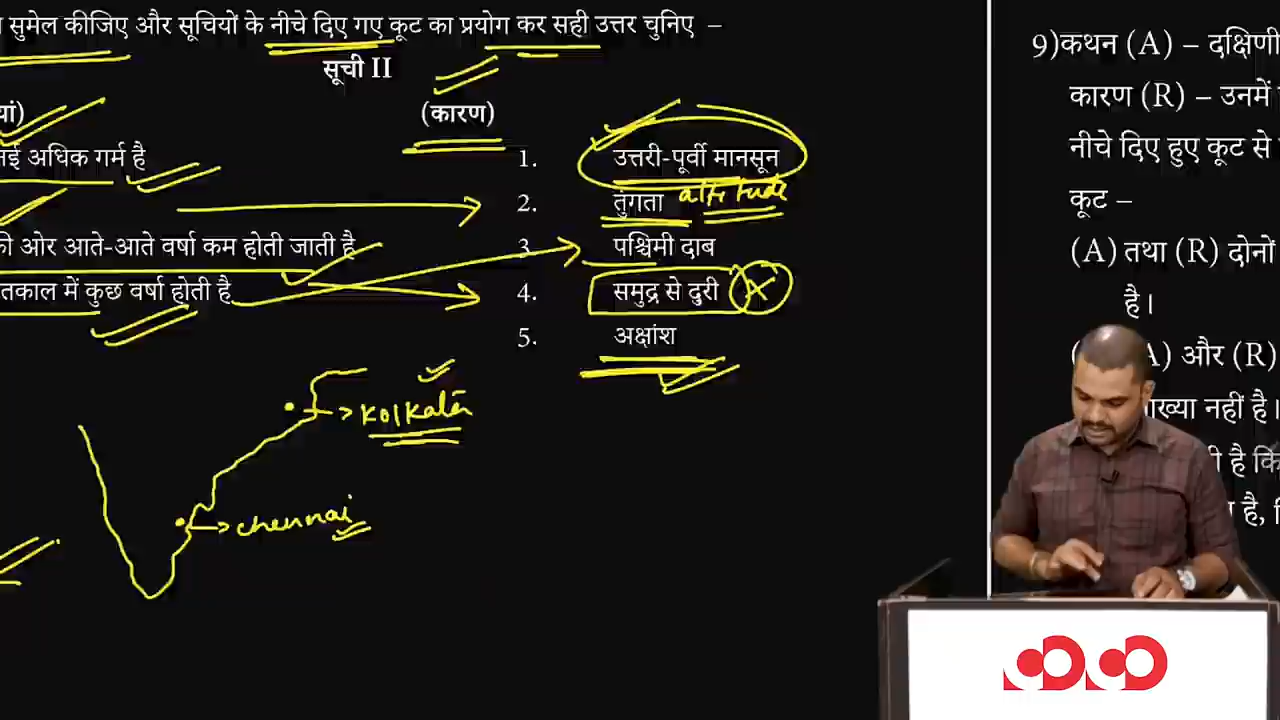 सुमेल कीजिए और सूचियों के नीचे दिए गए कूट का प्रयोग कर सही उत्तर चुनिए –
सूची II
(कारण)
अधिक गर्म है
1. उत्तरी-पूर्वी मानसून
2. तुंगता altitude
की ओर आते-आते वर्षा कम होती जाती है
3. पश्चिमी दाब
में कुछ वर्षा होती है
4. समुद्र से दुरी A
5. अक्षांश
Kolkata
chennai
9)कथन (A) – दक्षिणी
कारण (R) – उनमें
नीचे दिए हुए कूट से
कूट –
(A) तथा (R) दोनों
है।
A) और (R)
नहीं है।
है कि
है,